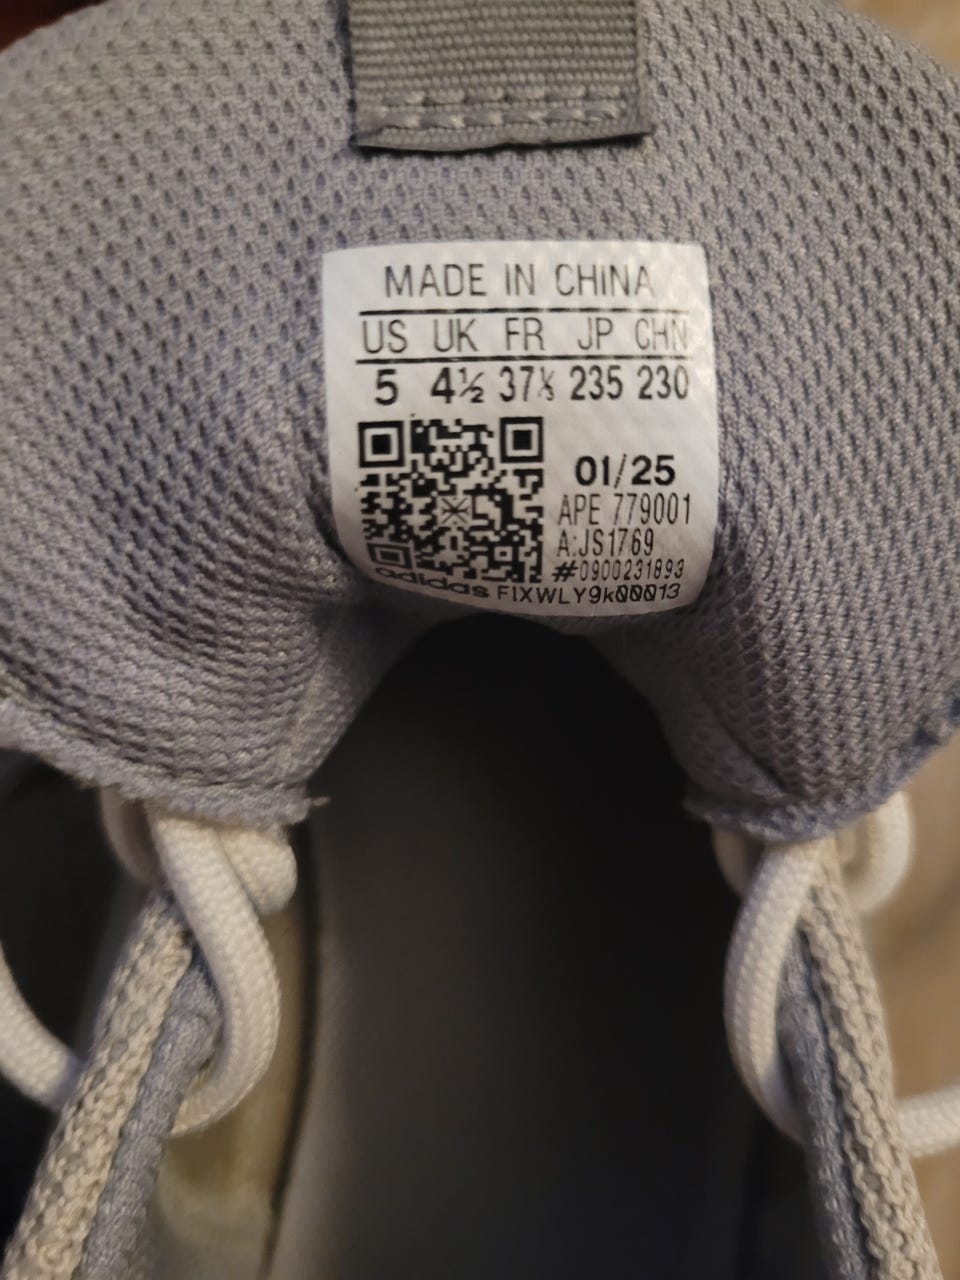 MADE IN CHINA
US UK FR JP CHN
5 4½ 37⅓ 235 230
01/25
APE 779001
A:JS1769
#0900231893
adidas F1XWLY9k00013